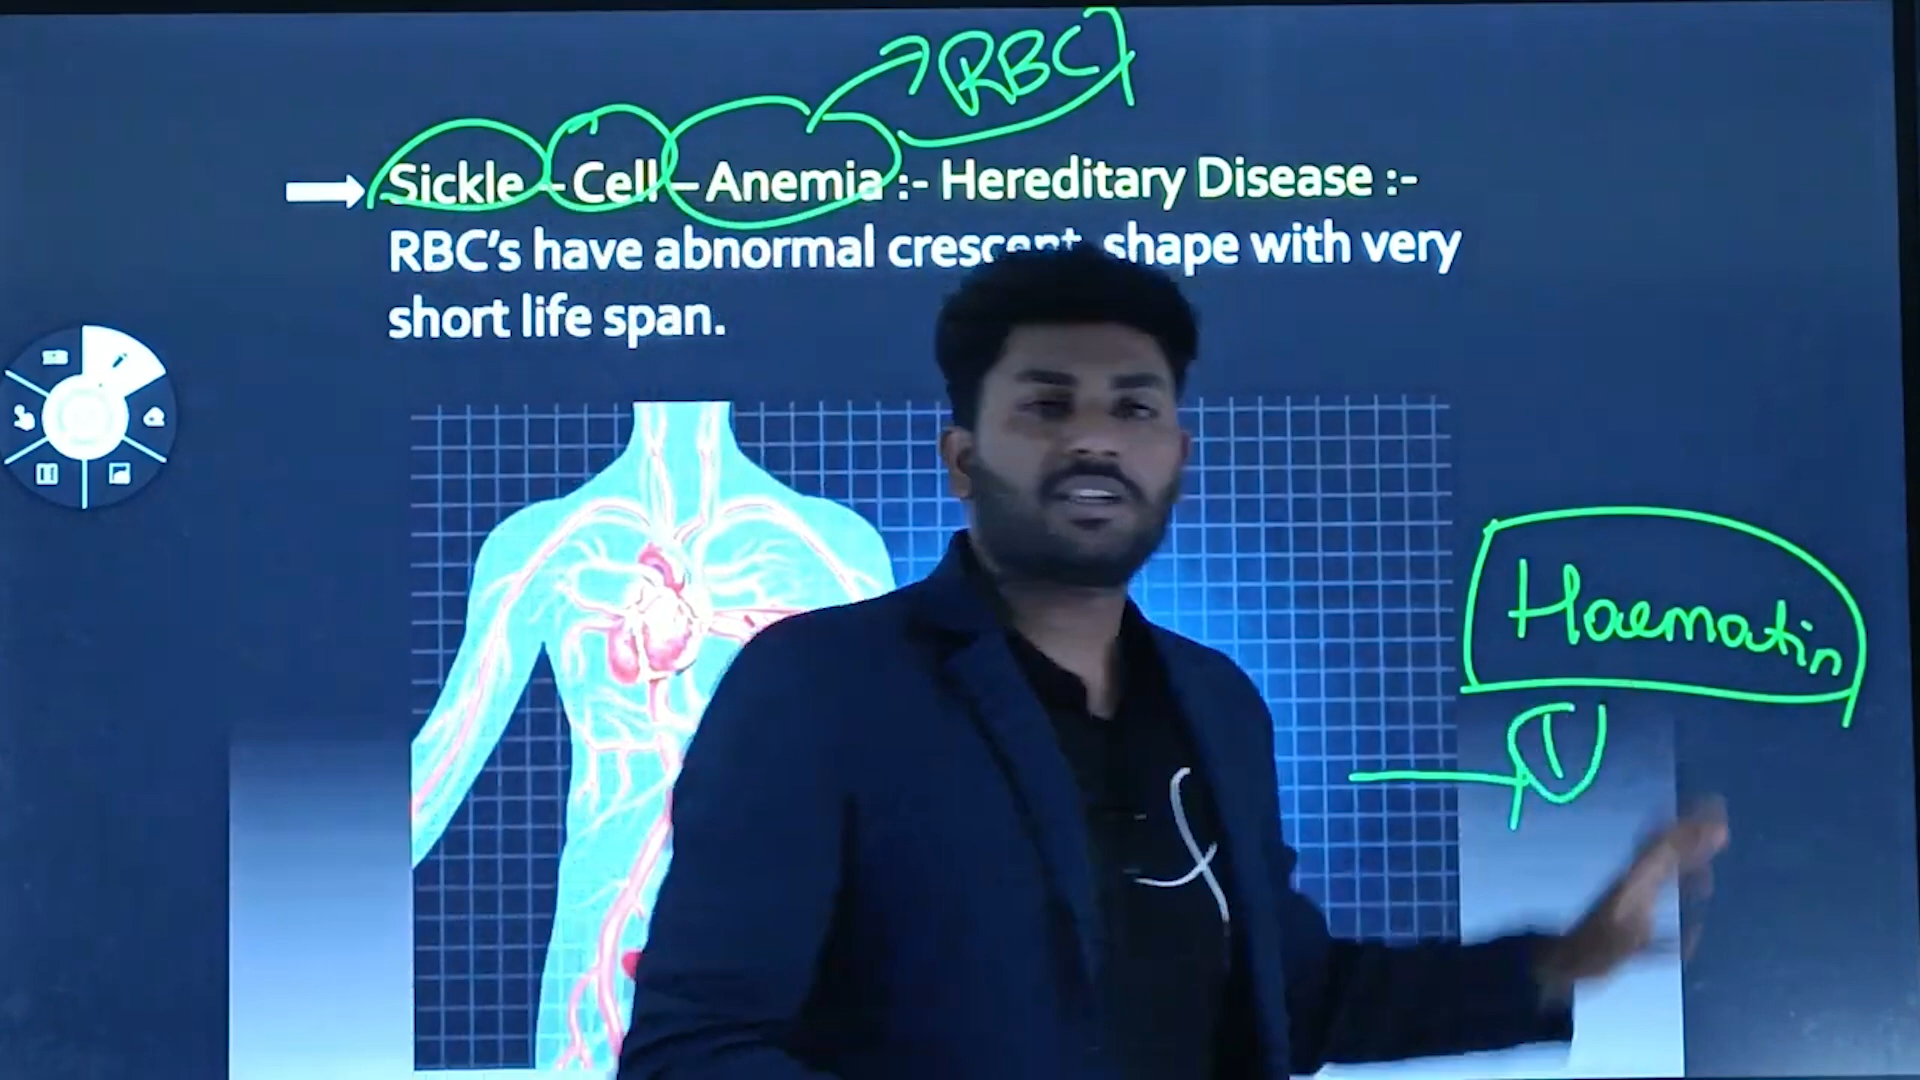 RBC
Sickle – Cell – Anemia :- Hereditary Disease :-
RBC's have abnormal crescent shape with very
short life span.
Haematin